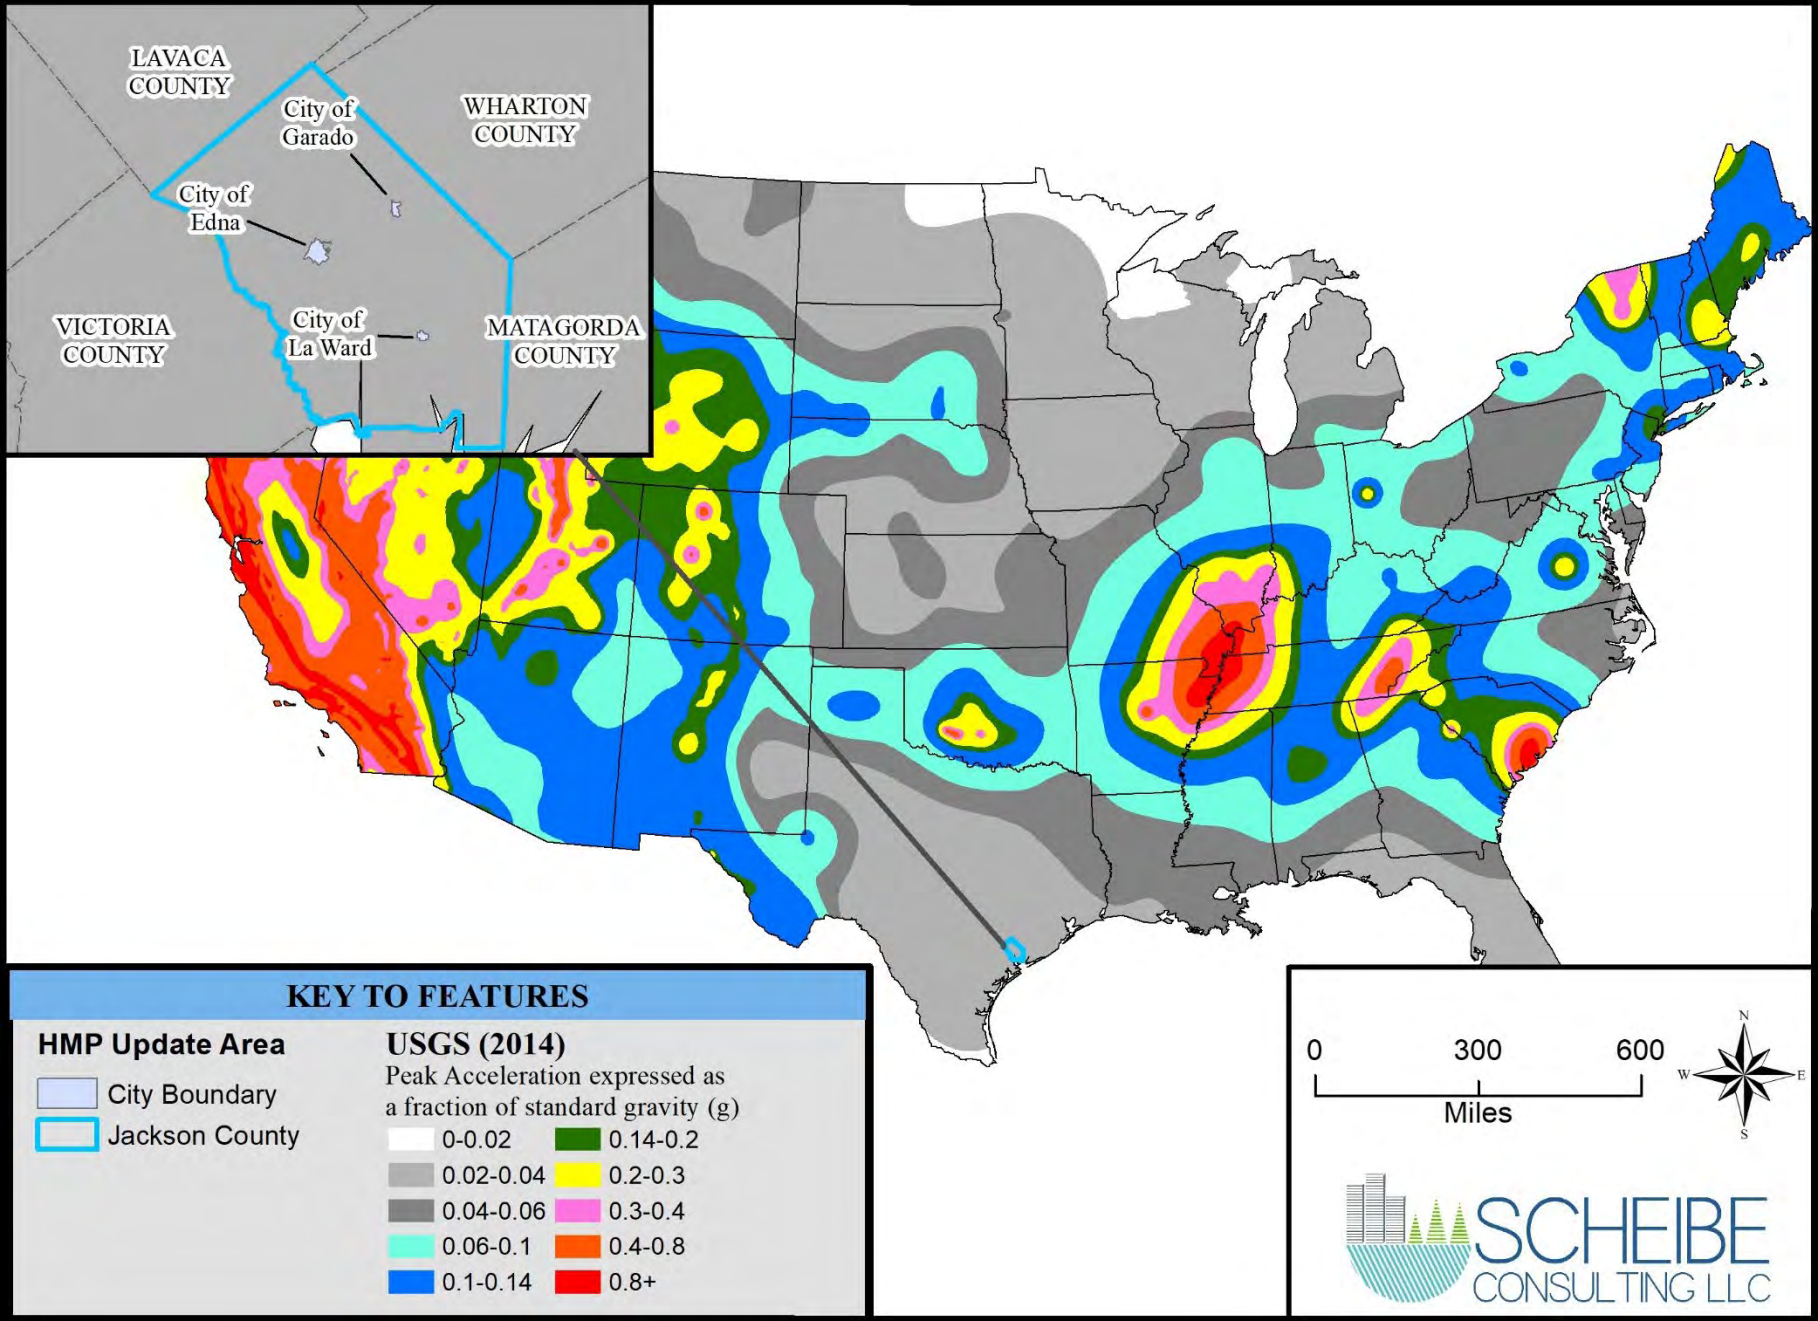 LAVACA
COUNTY
City of
Garado
WHARTON
COUNTY
City of
Edna
VICTORIA
COUNTY
City of
La Ward
MATAGORDA
COUNTY
KEY TO FEATURES
HMP Update Area
City Boundary
Jackson County
USGS (2014)
Peak Acceleration expressed as
a fraction of standard gravity (g)
0-0.02
0.02-0.04
0.04-0.06
0.06-0.1
0.1-0.14
0.14-0.2
0.2-0.3
0.3-0.4
0.4-0.8
0.8+
0 300 600
Miles
N
W E
S
SCHEIBE
CONSULTING LLC